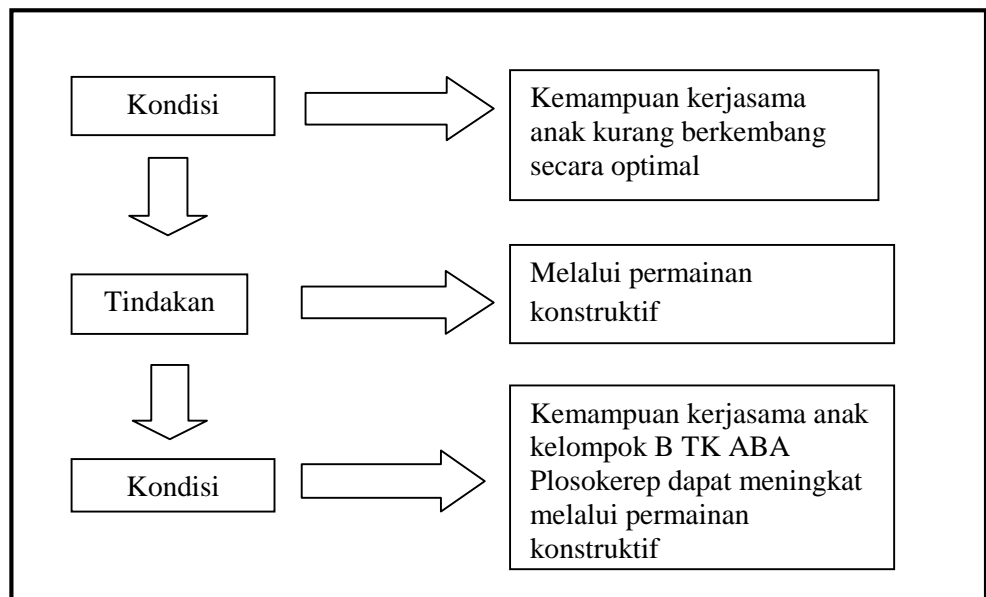 Kondisi
Kemampuan kerjasama
anak kurang berkembang
secara optimal
Tindakan
Melalui permainan
konstruktif
Kondisi
Kemampuan kerjasama anak
kelompok B TK ABA
Plosokerep dapat meningkat
melalui permainan
konstruktif